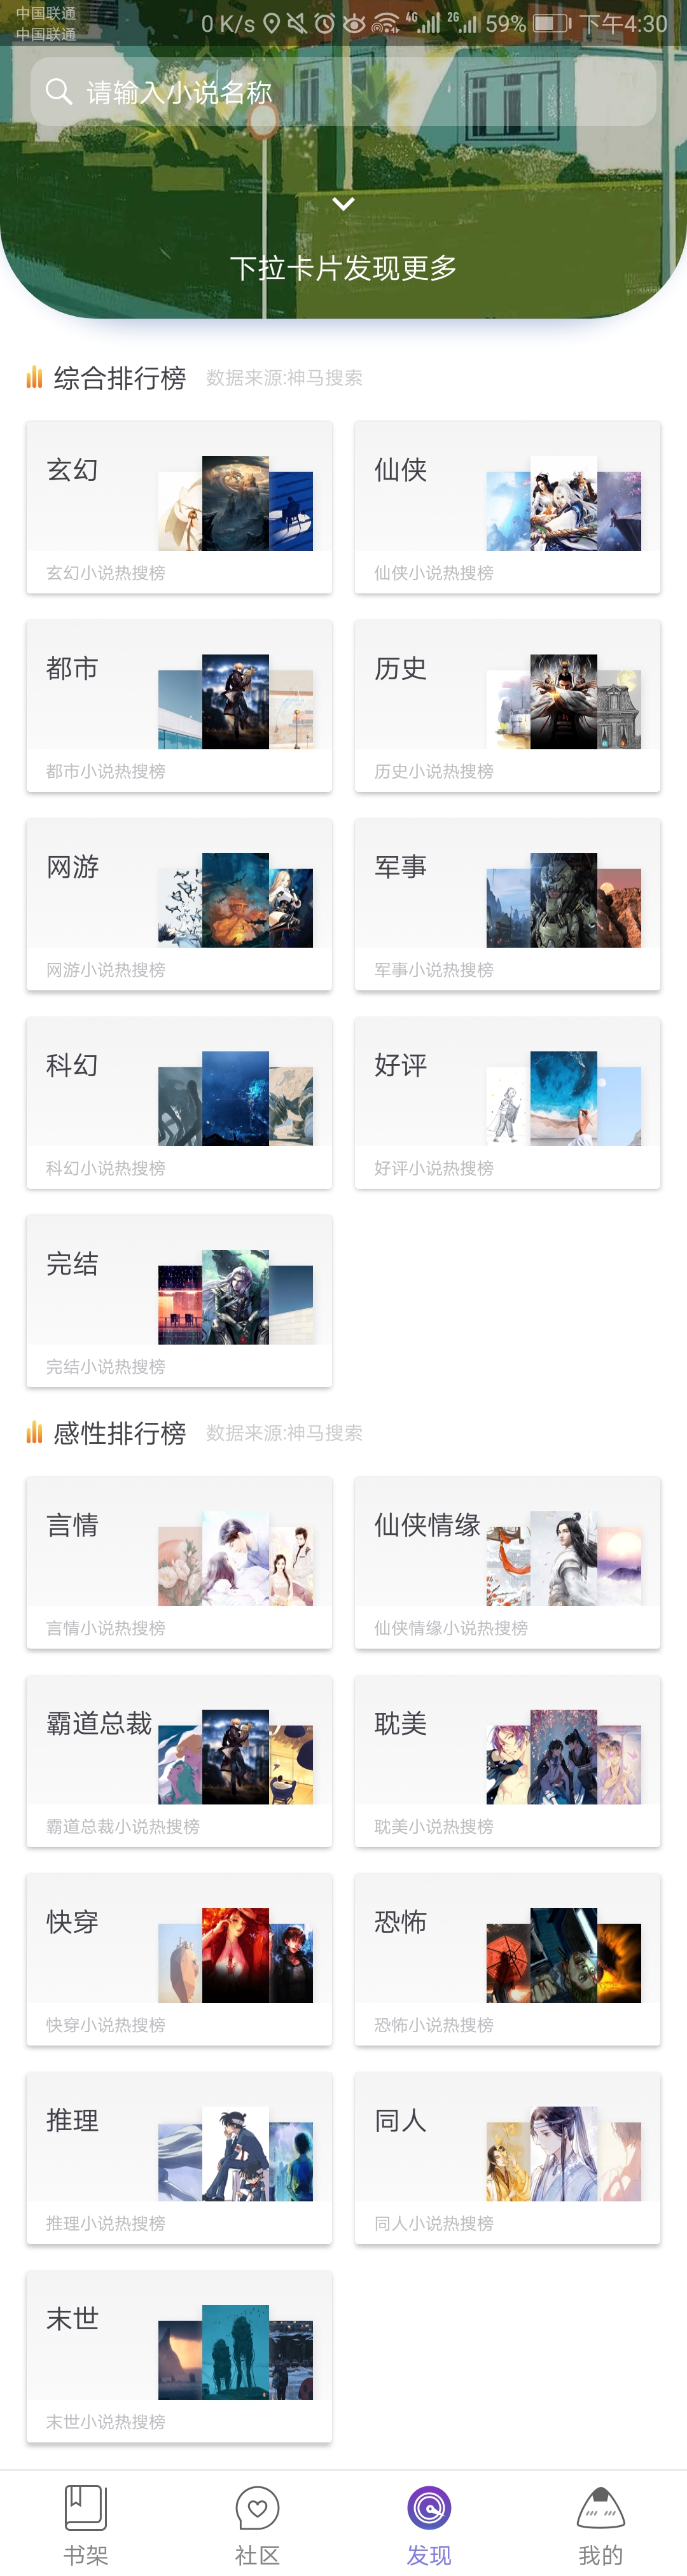 中国联通
中国联通
0 K/s 4G 2G 59% 下午4:30
请输入小说名称
下拉卡片发现更多
综合排行榜 数据来源:神马搜索
玄幻 仙侠
玄幻小说热搜榜 仙侠小说热搜榜
都市 历史
都市小说热搜榜 历史小说热搜榜
网游 军事
网游小说热搜榜 军事小说热搜榜
科幻 好评
科幻小说热搜榜 好评小说热搜榜
完结
完结小说热搜榜
感性排行榜 数据来源:神马搜索
言情 仙侠情缘
言情小说热搜榜 仙侠情缘小说热搜榜
霸道总裁 耽美
霸道总裁小说热搜榜 耽美小说热搜榜
快穿 恐怖
快穿小说热搜榜 恐怖小说热搜榜
推理 同人
推理小说热搜榜 同人小说热搜榜
末世
末世小说热搜榜
书架 社区 发现 我的